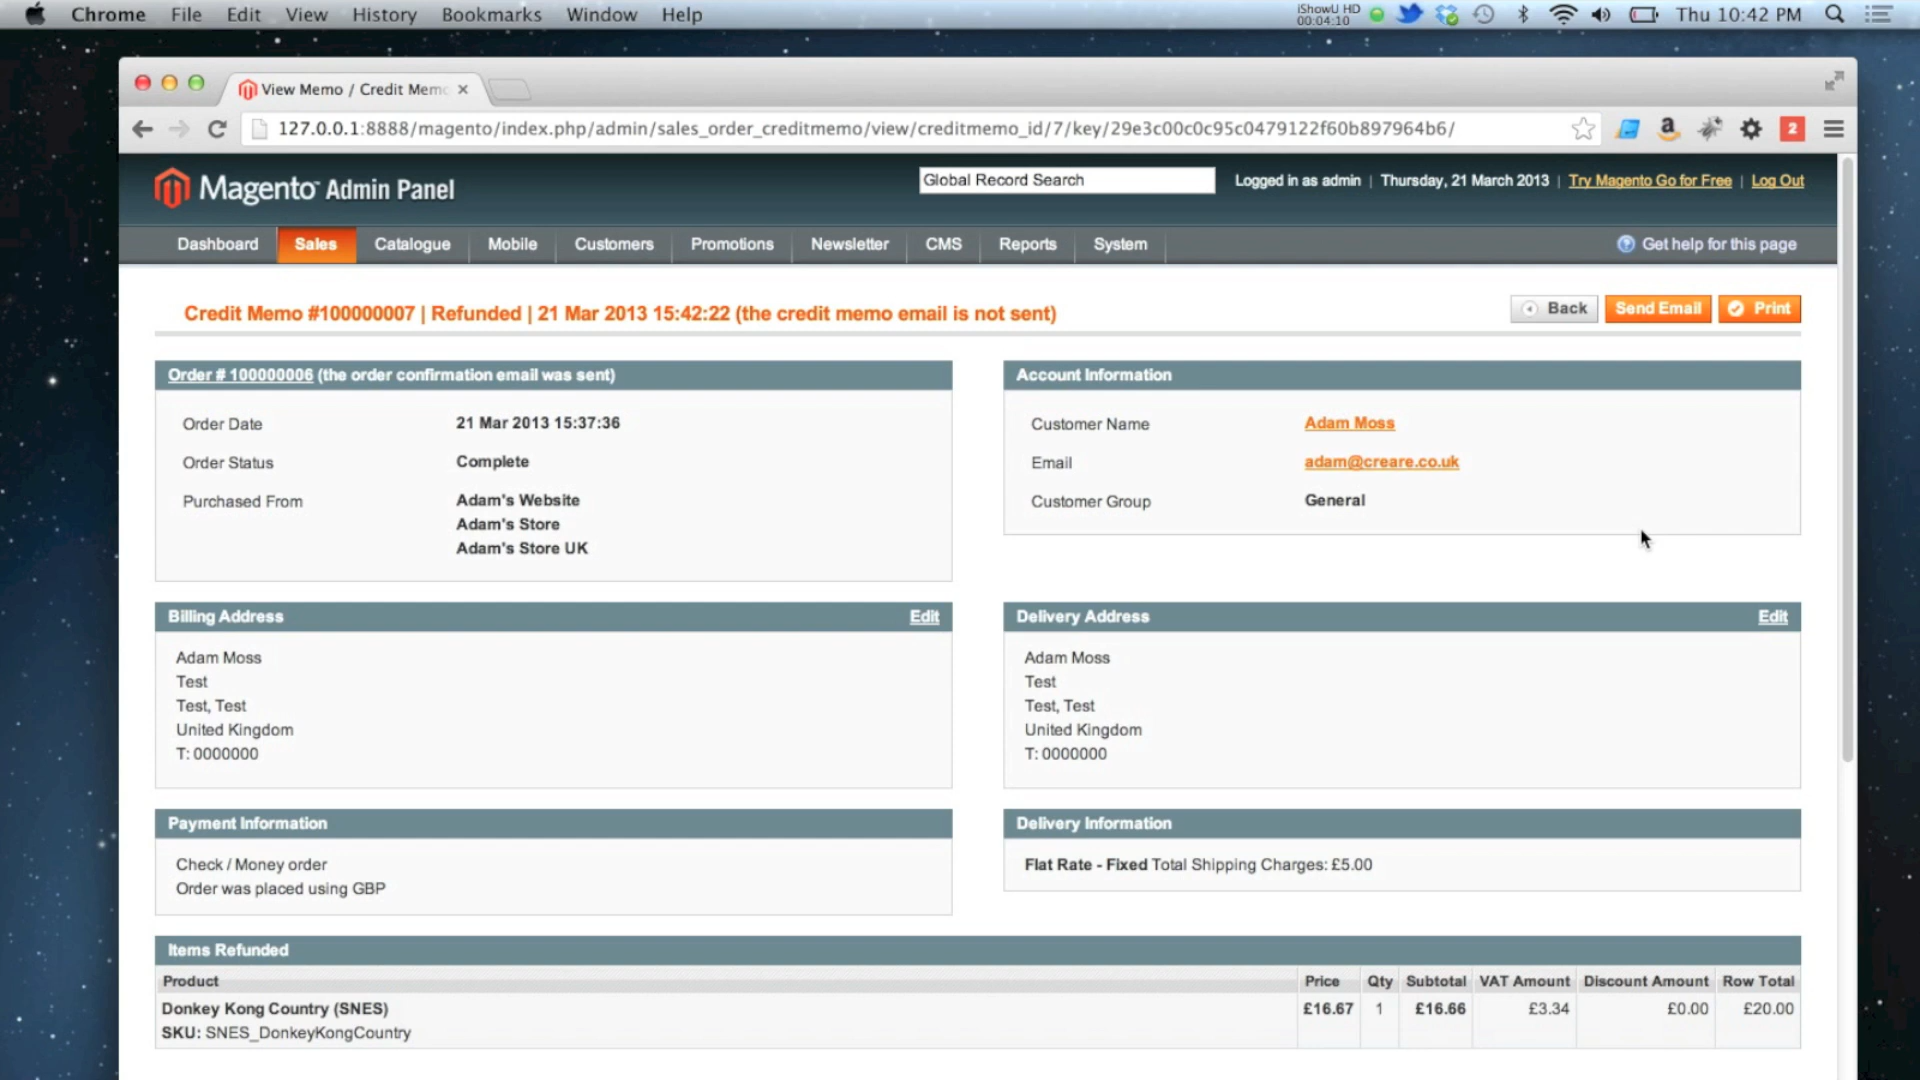 Chrome File Edit View History Bookmarks Window Help
iShowU HD
00:04:10
Thu 10:42 PM
View Memo / Credit Memo
127.0.0.1:8888/magento/index.php/admin/sales_order_creditmemo/view/creditmemo_id/7/key/29e3c00c0c95c0479122f60b897964b6/
2
Magento Admin Panel
Global Record Search
Logged in as admin | Thursday, 21 March 2013 | Try Magento Go for Free | Log Out
Dashboard Sales Catalogue Mobile Customers Promotions Newsletter CMS Reports System
Get help for this page
Credit Memo #100000007 | Refunded | 21 Mar 2013 15:42:22 (the credit memo email is not sent)
Back Send Email Print
Order # 100000006 (the order confirmation email was sent)
Order Date 21 Mar 2013 15:37:36
Order Status Complete
Purchased From Adam's Website
Adam's Store
Adam's Store UK
Account Information
Customer Name Adam Moss
Email adam@creare.co.uk
Customer Group General
Billing Address Edit
Adam Moss
Test
Test, Test
United Kingdom
T: 0000000
Delivery Address Edit
Adam Moss
Test
Test, Test
United Kingdom
T: 0000000
Payment Information
Check / Money order
Order was placed using GBP
Delivery Information
Flat Rate - Fixed Total Shipping Charges: £5.00
Items Refunded
Product Price Qty Subtotal VAT Amount Discount Amount Row Total
Donkey Kong Country (SNES) £16.67 1 £16.66 £3.34 £0.00 £20.00
SKU: SNES_DonkeyKongCountry